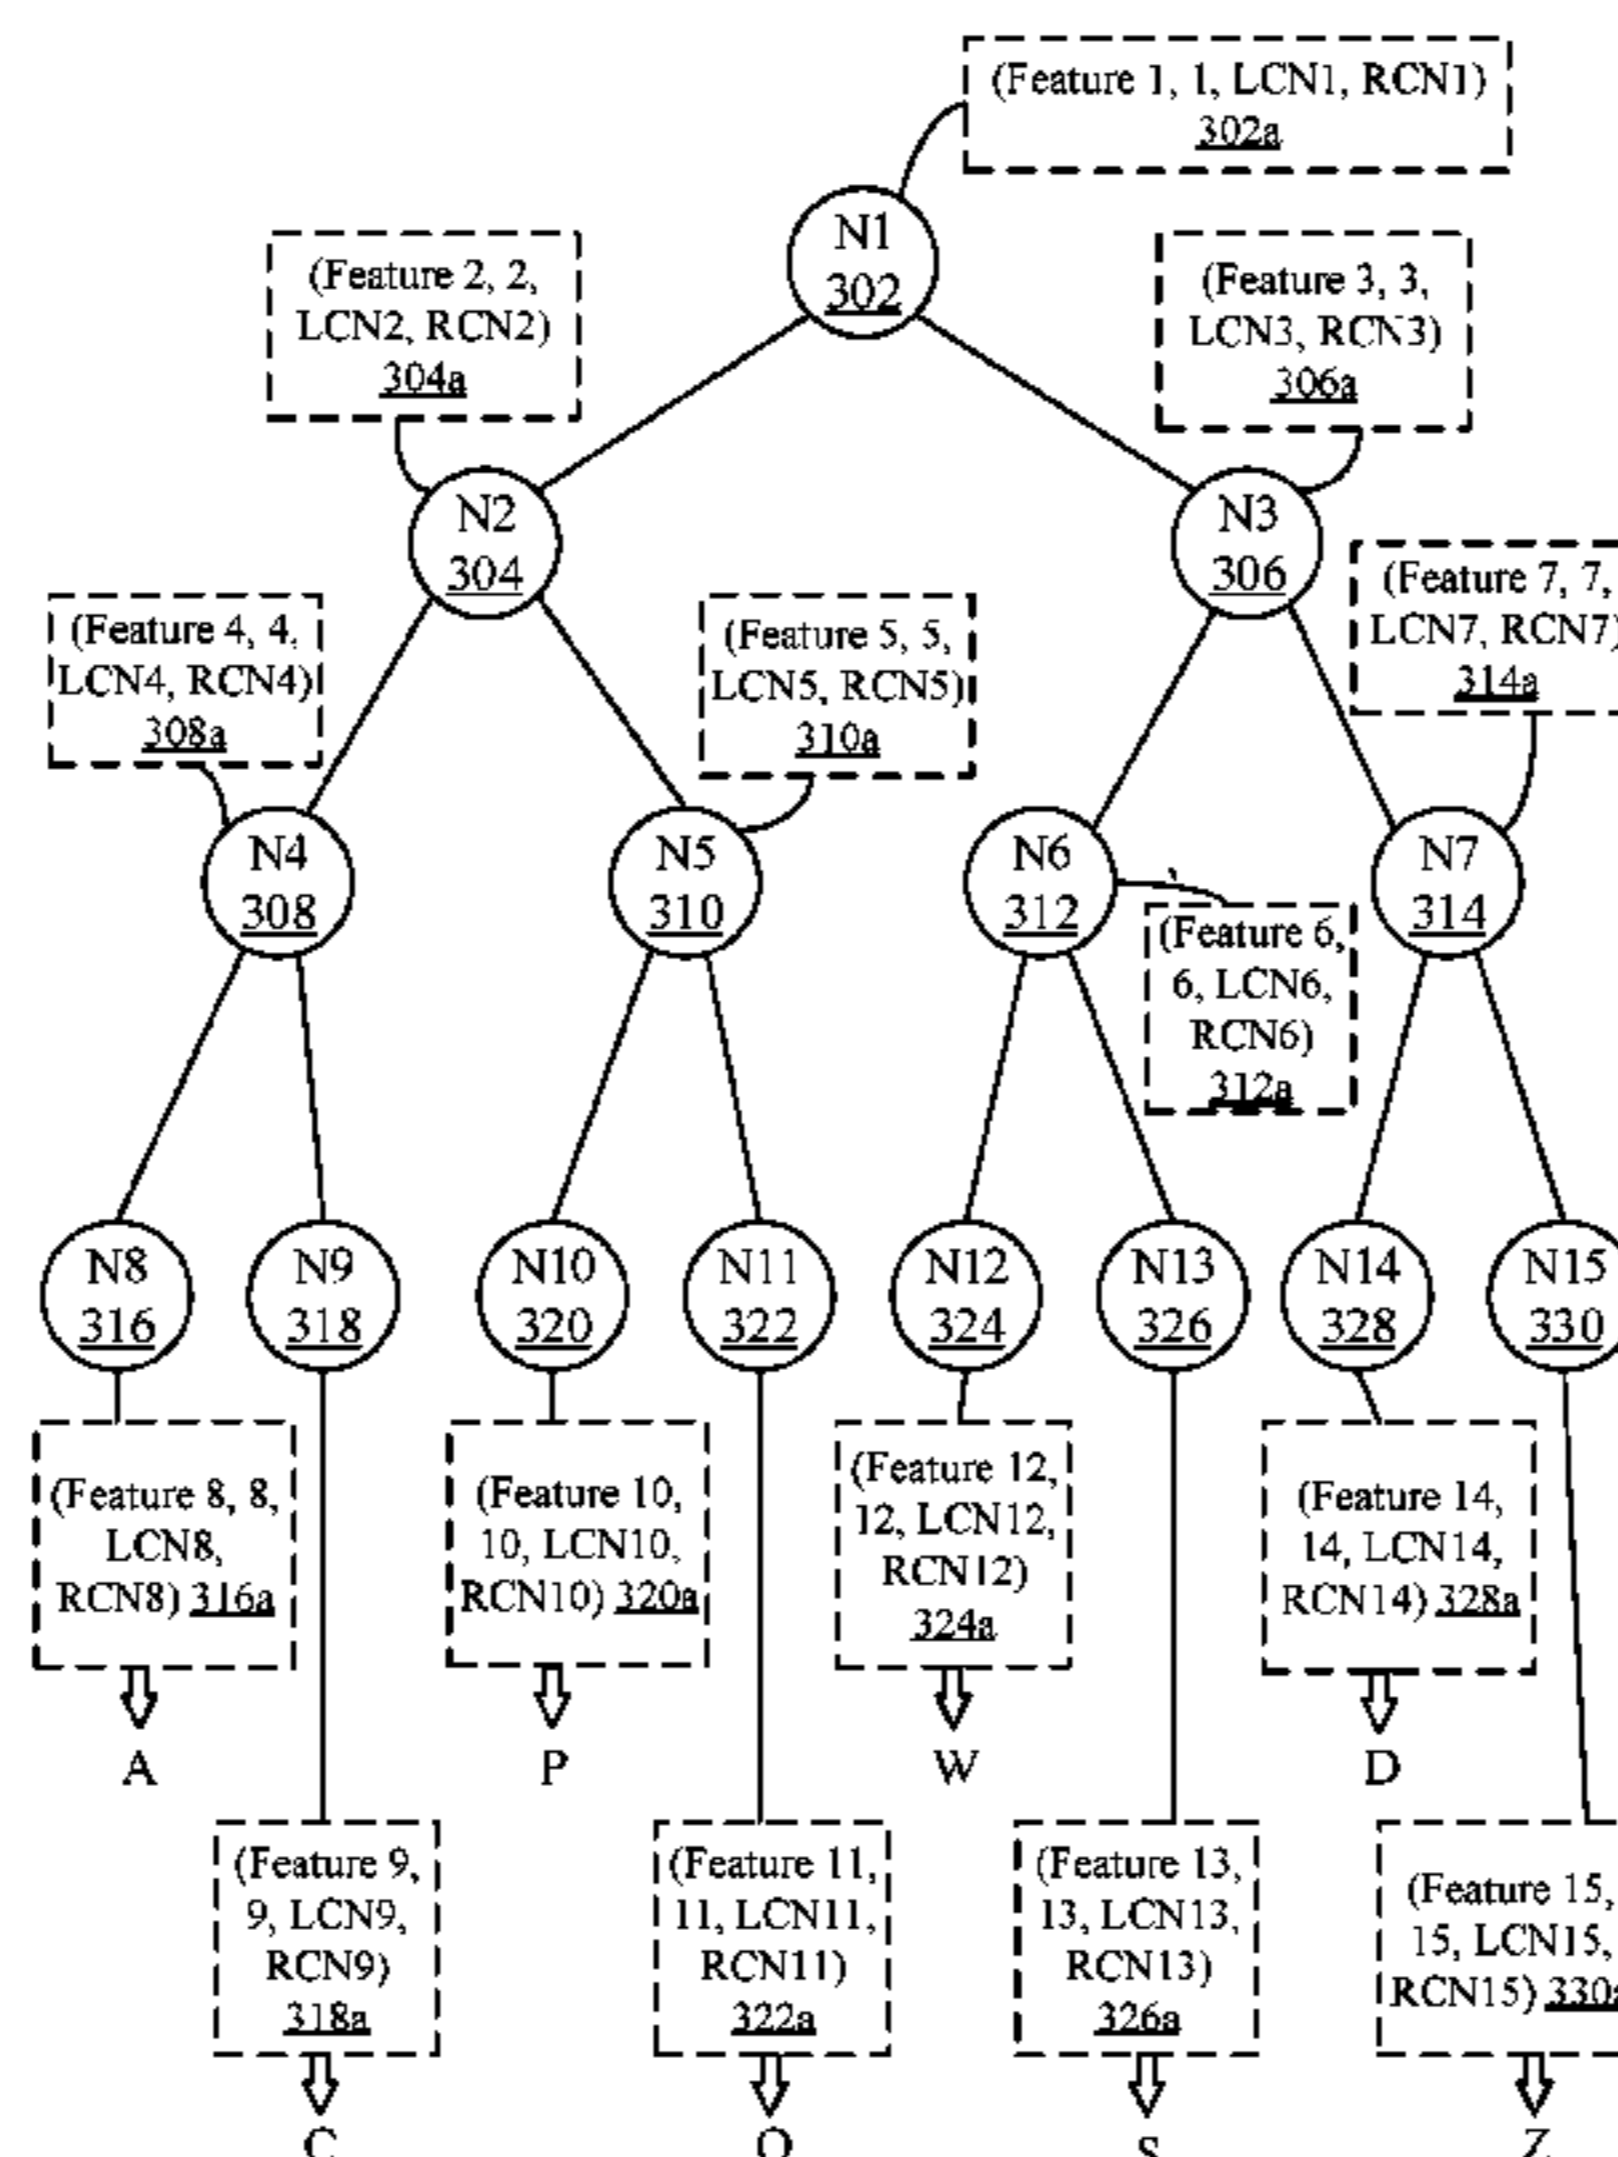 (Feature 1, 1, LCN1, RCN1)
302a
N1
302
(Feature 2, 2,
LCN2, RCN2)
304a
(Feature 3, 3,
LCN3, RCN3)
306a
N2
304
N3
306
(Feature 4, 4,
LCN4, RCN4)
308a
(Feature 5, 5,
LCN5, RCN5)
310a
(Feature 7, 7,
LCN7, RCN7)
314a
N4
308
N5
310
N6
312
N7
314
(Feature 6,
6, LCN6,
RCN6)
312a
N8
316
N9
318
N10
320
N11
322
N12
324
N13
326
N14
328
N15
330
(Feature 8, 8,
LCN8,
RCN8) 316a
(Feature 10,
10, LCN10,
RCN10) 320a
(Feature 12,
12, LCN12,
RCN12)
324a
(Feature 14,
14, LCN14,
RCN14) 328a
A
P
W
D
(Feature 9,
9, LCN9,
RCN9)
318a
(Feature 11,
11, LCN11,
RCN11)
322a
(Feature 13,
13, LCN13,
RCN13)
326a
(Feature 15,
15, LCN15,
RCN15) 330a
C
S
Z